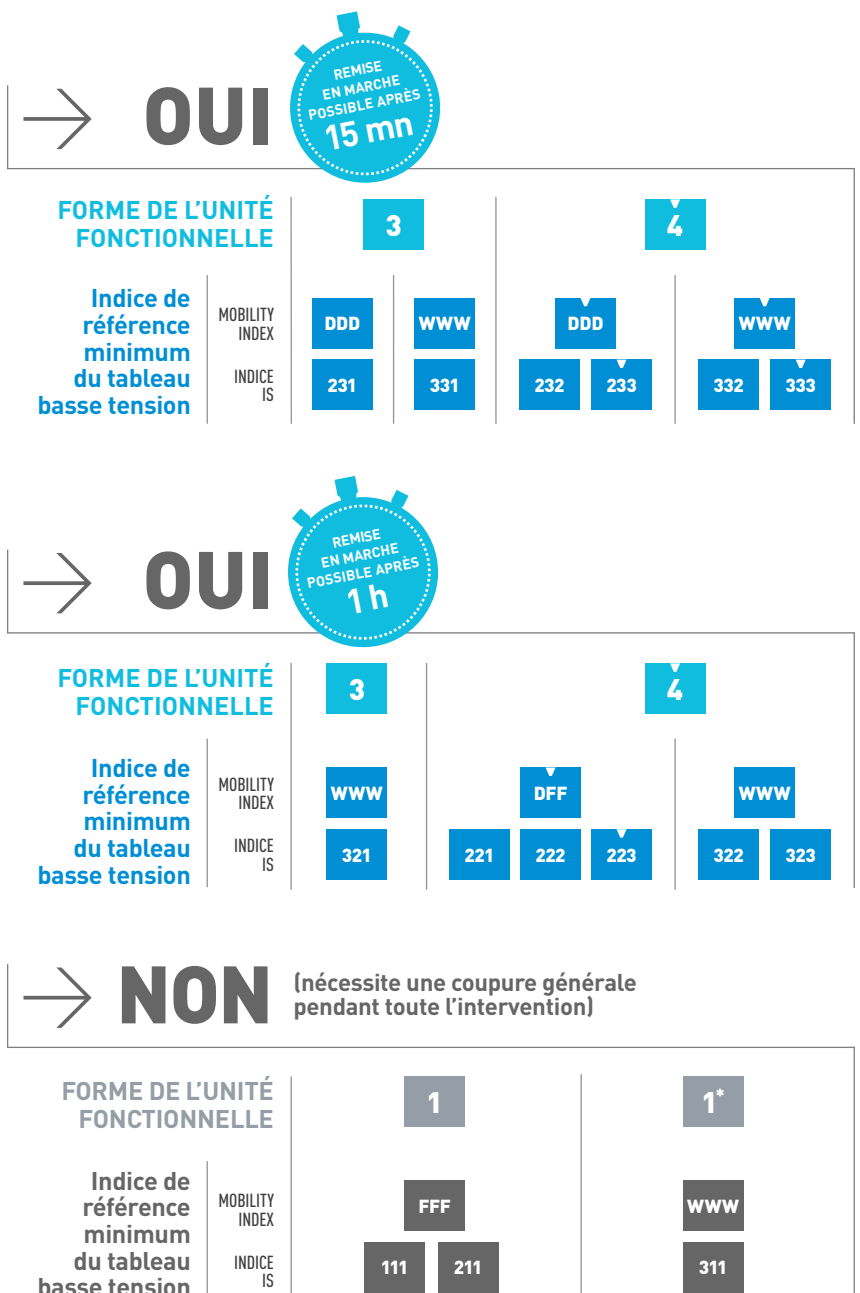 OUI
REMISE
EN MARCHE
POSSIBLE APRÈS
15 mn
FORME DE L'UNITÉ
FONCTIONNELLE
3
4
Indice de
référence
minimum
du tableau
basse tension
MOBILITY
INDEX
DDD
WWW
DDD
WWW
INDICE
IS
231
331
232
233
332
333
OUI
REMISE
EN MARCHE
POSSIBLE APRÈS
1 h
FORME DE L'UNITÉ
FONCTIONNELLE
3
4
Indice de
référence
minimum
du tableau
basse tension
MOBILITY
INDEX
WWW
DFF
WWW
INDICE
IS
321
221
222
223
322
323
NON
(nécessite une coupure générale
pendant toute l'intervention)
FORME DE L'UNITÉ
FONCTIONNELLE
1
1*
Indice de
référence
minimum
du tableau
basse tension
MOBILITY
INDEX
FFF
WWW
INDICE
IS
111
211
311